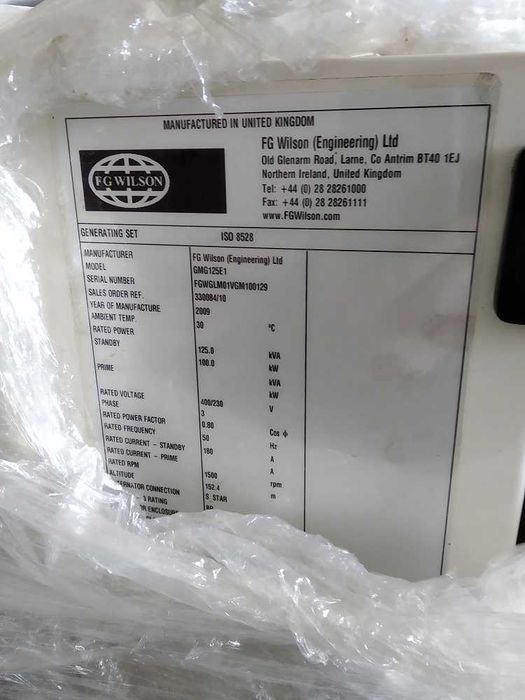 MANUFACTURED IN UNITED KINGDOM
FG WILSON
FG Wilson (Engineering) Ltd
Old Glenarm Road, Larne, Co Antrim BT40 1EJ
Northern Ireland, United Kingdom
Tel: +44 (0) 28 28261000
Fax: +44 (0) 28 28261111
www.FGWilson.com
GENERATING SET ISO 8528
MANUFACTURER FG Wilson (Engineering) Ltd
MODEL GMG125E1
SERIAL NUMBER FGWGLM01VGM100129
SALES ORDER REF. 330084/10
YEAR OF MANUFACTURE 2009
AMBIENT TEMP. 30 ºC
RATED POWER
STANDBY 125.0 kVA
100.0 kW
PRIME kVA
kW
RATED VOLTAGE 400/230 V
PHASE 3
RATED POWER FACTOR 0.80 Cos ϕ
RATED FREQUENCY 50 Hz
RATED CURRENT - STANDBY 180 A
RATED CURRENT - PRIME A
RATED RPM 1500 rpm
ALTITUDE 152.4 m
CONNECTION S STAR
RATING
ENCLOSURE